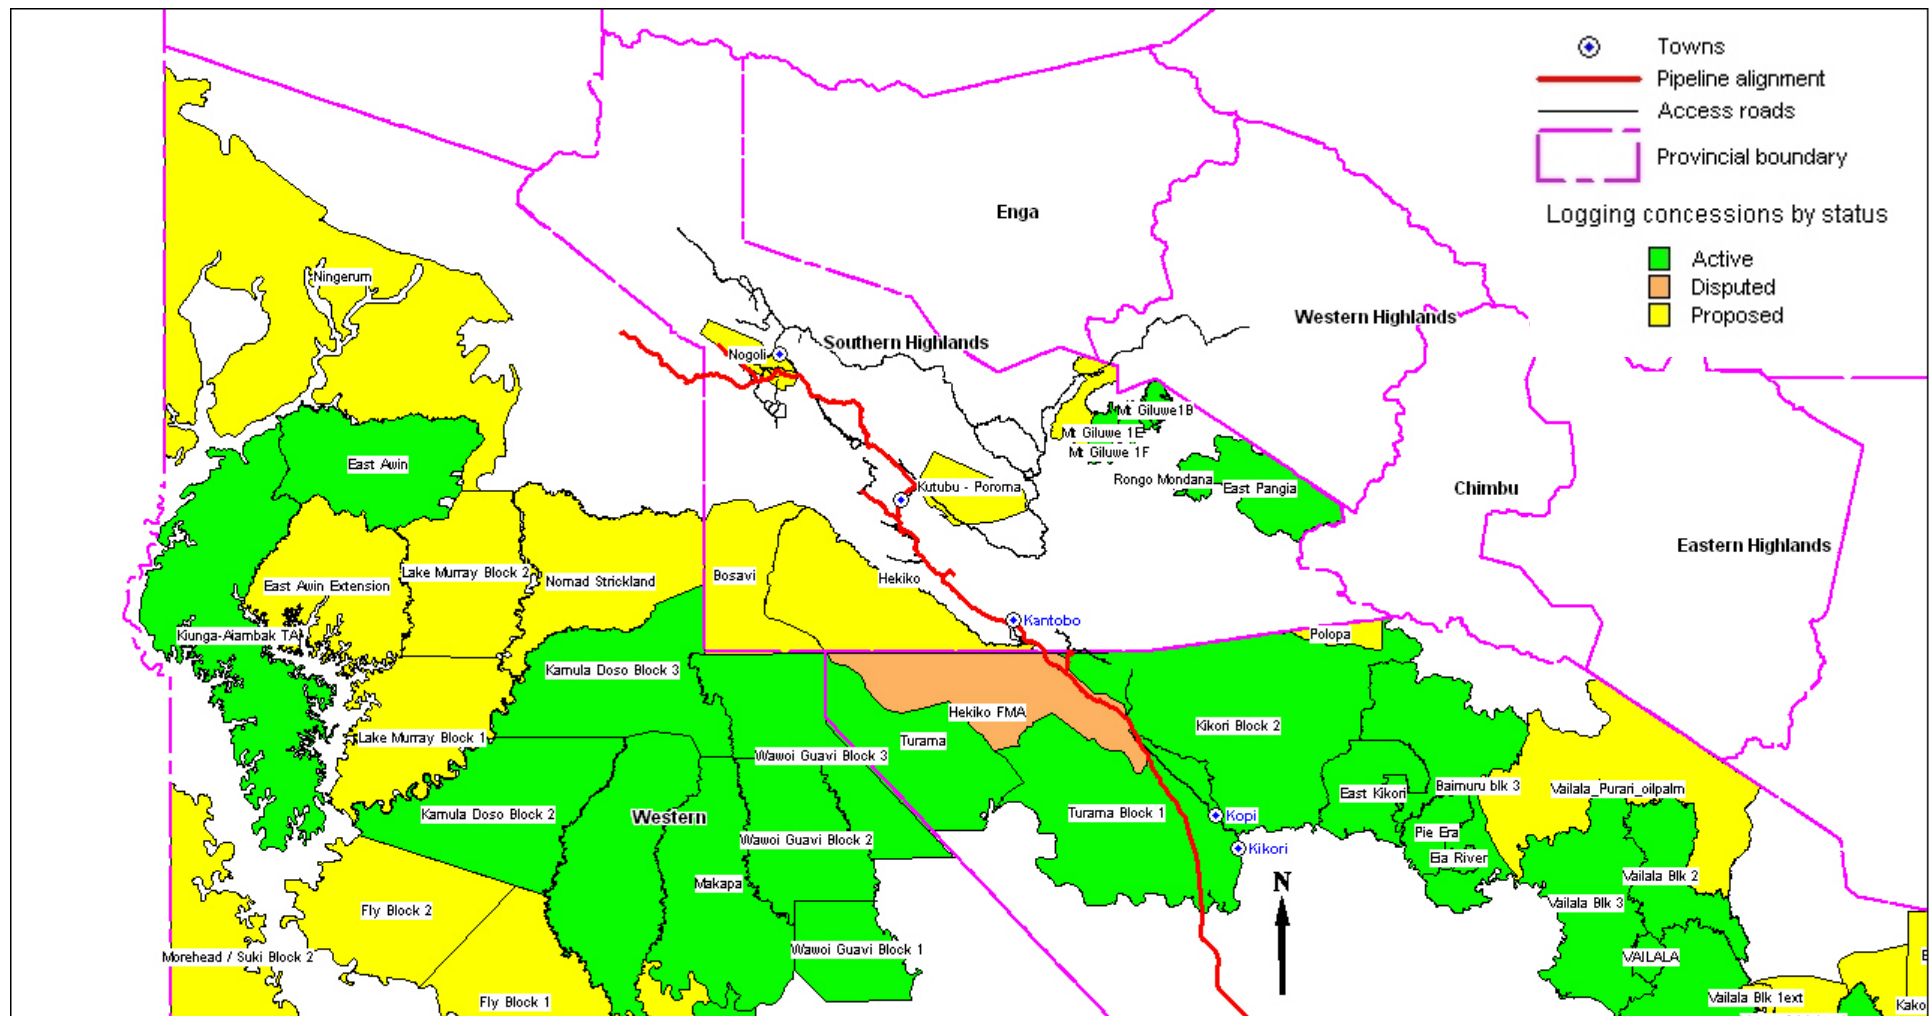 Towns
Pipeline alignment
Access roads
Provincial boundary
Logging concessions by status
Active
Disputed
Proposed
Enga
Ningerum
Western Highlands
Southern Highlands
Nogoli
Mt Giluwe1B
Mt Giluwe 1E
Mt Giluwe 1F
East Awin
Rongo Mondana
East Pangia
Kutubu - Poroma
Chimbu
Eastern Highlands
Lake Murray Block 2
Bosavi
Hekiko
Nomad Strickland
East Awin Extension
Kantobo
Kiunga-Aiambak TA
Polopa
Kamula Doso Block 3
Hekiko FMA
Kikori Block 2
Lake Murray Block 1
Turama
Wawoi Guavi Block 3
Baimuru blk 3
Vailala_Purari_oilpalm
East Kikori
Kamula Doso Block 2
Western
Turama Block 1
Kopi
Pie Era
Wawoi Guavi Block 2
Kikori
Eia River
Vailala Blk 2
Makapa
N
Vailala Blk 3
Fly Block 2
Wawoi Guavi Block 1
Morehead / Suki Block 2
VAILALA
Fly Block 1
Vailala Blk 1ext
Kako